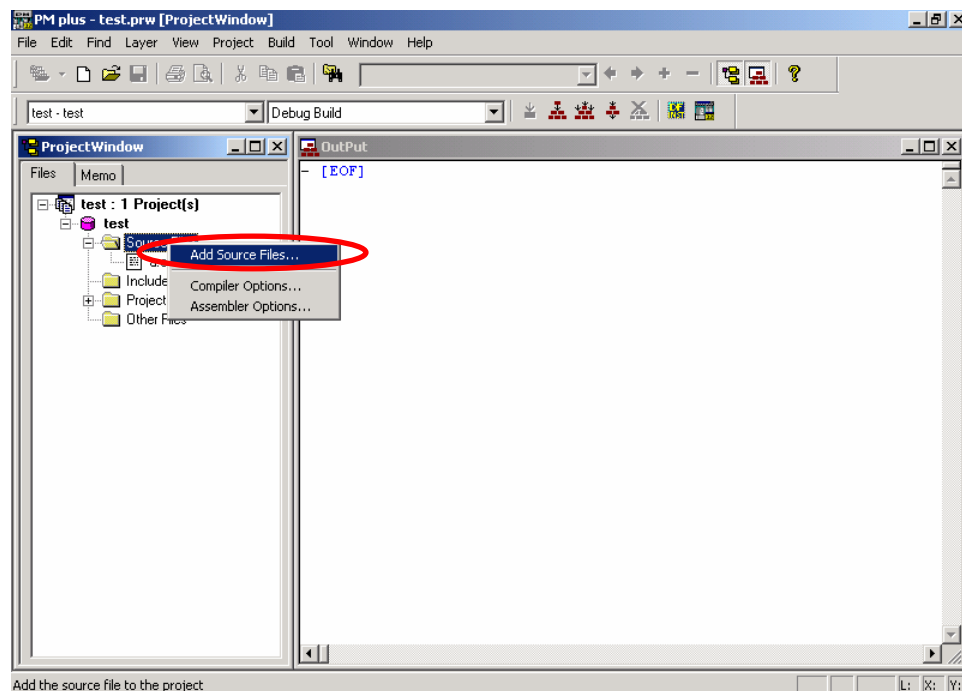 PM plus - test.prw [ProjectWindow]
File Edit Find Layer View Project Build Tool Window Help
test - test
Debug Build
ProjectWindow
OutPut
Files
Memo
[EOF]
test : 1 Project(s)
test
Add Source Files...
Include
Compiler Options...
Project
Assembler Options...
Other
Add the source file to the project
L: X: Y: